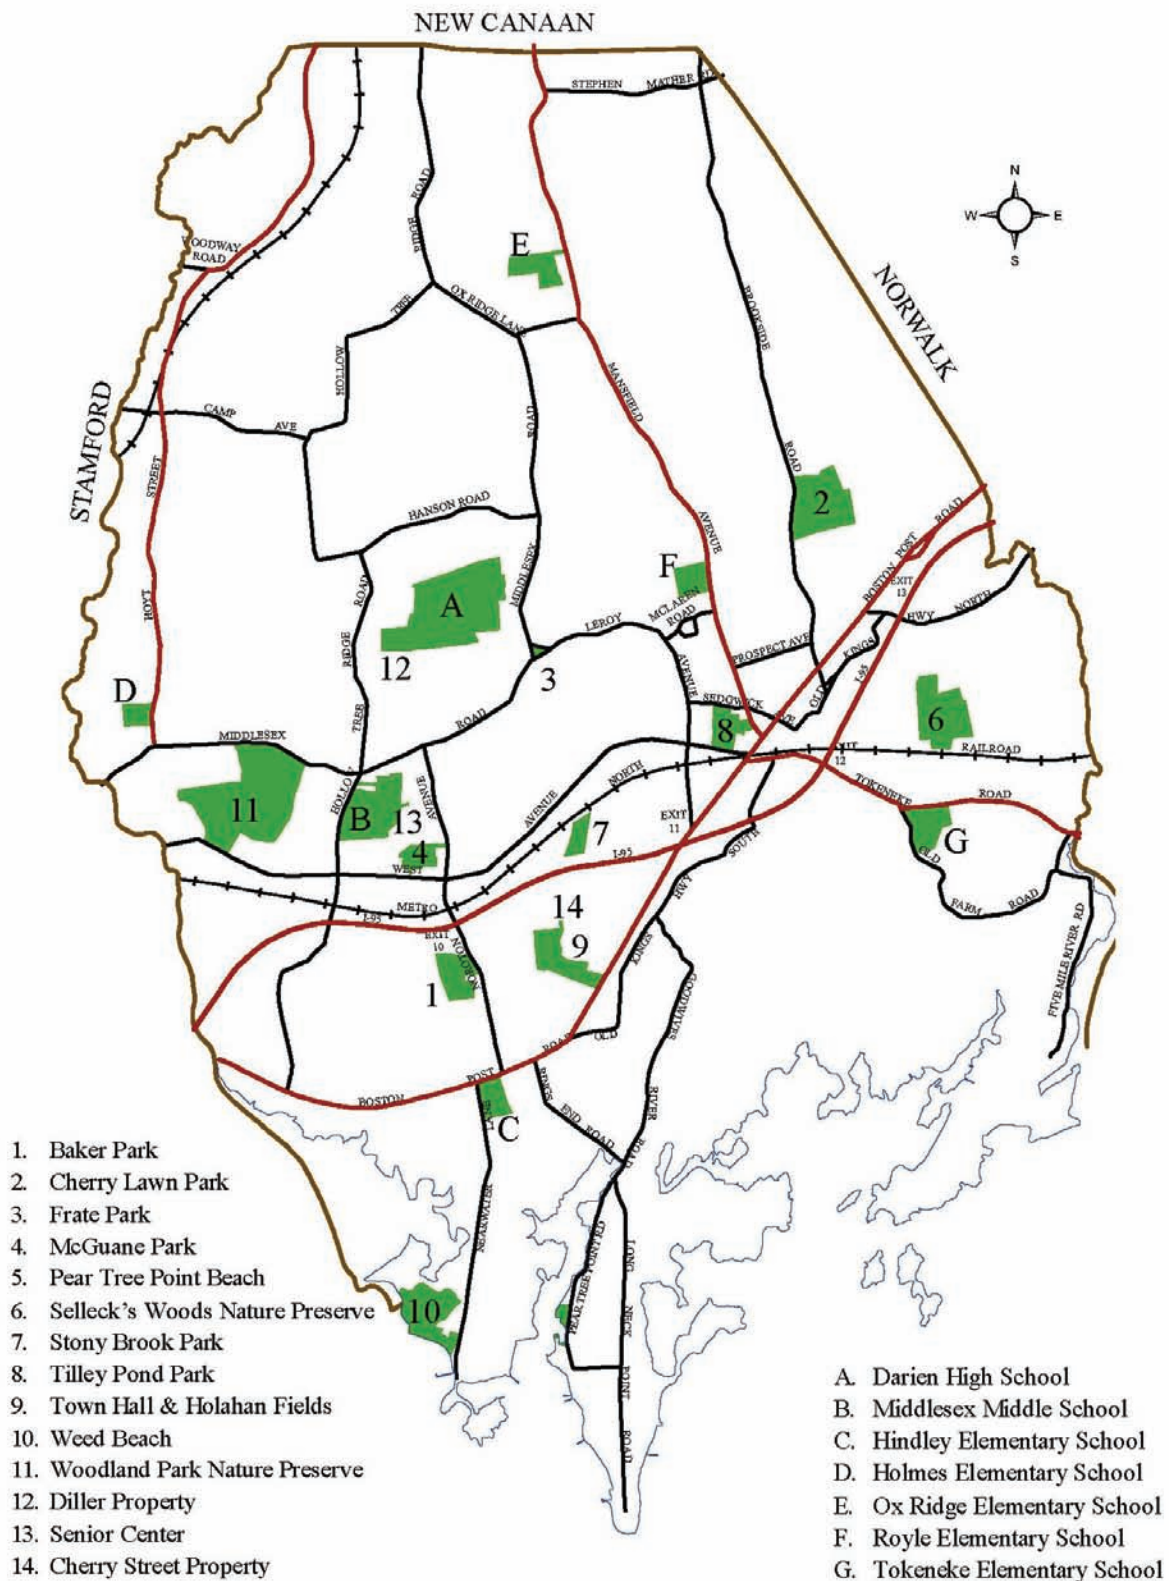 NEW CANAAN
STEPHEN MATHER RD
N
W E
S
WOODWAY
ROAD
RIDGE ROAD
E
OX RIDGE LANE
HOLLOW TREE
BROOKSIDE
ROAD
NORWALK
MANSFIELD
AVENUE
STAMFORD
CAMP AVE
ROAD
STREET
HOYT
HANSON ROAD
MIDDLESEX
2
BOSTON POST ROAD
EXIT
13
F
A
12
RIDGE ROAD
TREE
HOLLOW
LEROY
AVENUE
MCLAREN
ROAD
3
PROSPECT AVE
OLD KINGS HWY NORTH
I-95
D
SEDGWICK AVE
8
6
MIDDLESEX ROAD
EXIT
12
RAILROAD
11
B
13
AVENUE
4
AVENUE
WEST
NORTH
METRO
7
EXIT
11
I-95
TOKENEKE ROAD
G
OLD FARM ROAD
SOUTH
HWY
KINGS
OLD
I-95
EXIT
10
NOROTON
1
14
9
GOODWIVES
RIVER
ROAD
FIVE MILE RIVER RD
BOSTON POST ROAD
RINGS
END
ROAD
C
LANE
NEARWATER
10
PEAR TREE POINT RD
LONG
NECK
POINT
ROAD
1. Baker Park
2. Cherry Lawn Park
3. Frate Park
4. McGuane Park
5. Pear Tree Point Beach
6. Selleck's Woods Nature Preserve
7. Stony Brook Park
8. Tilley Pond Park
9. Town Hall & Holahan Fields
10. Weed Beach
11. Woodland Park Nature Preserve
12. Diller Property
13. Senior Center
14. Cherry Street Property
A. Darien High School
B. Middlesex Middle School
C. Hindley Elementary School
D. Holmes Elementary School
E. Ox Ridge Elementary School
F. Royle Elementary School
G. Tokeneke Elementary School